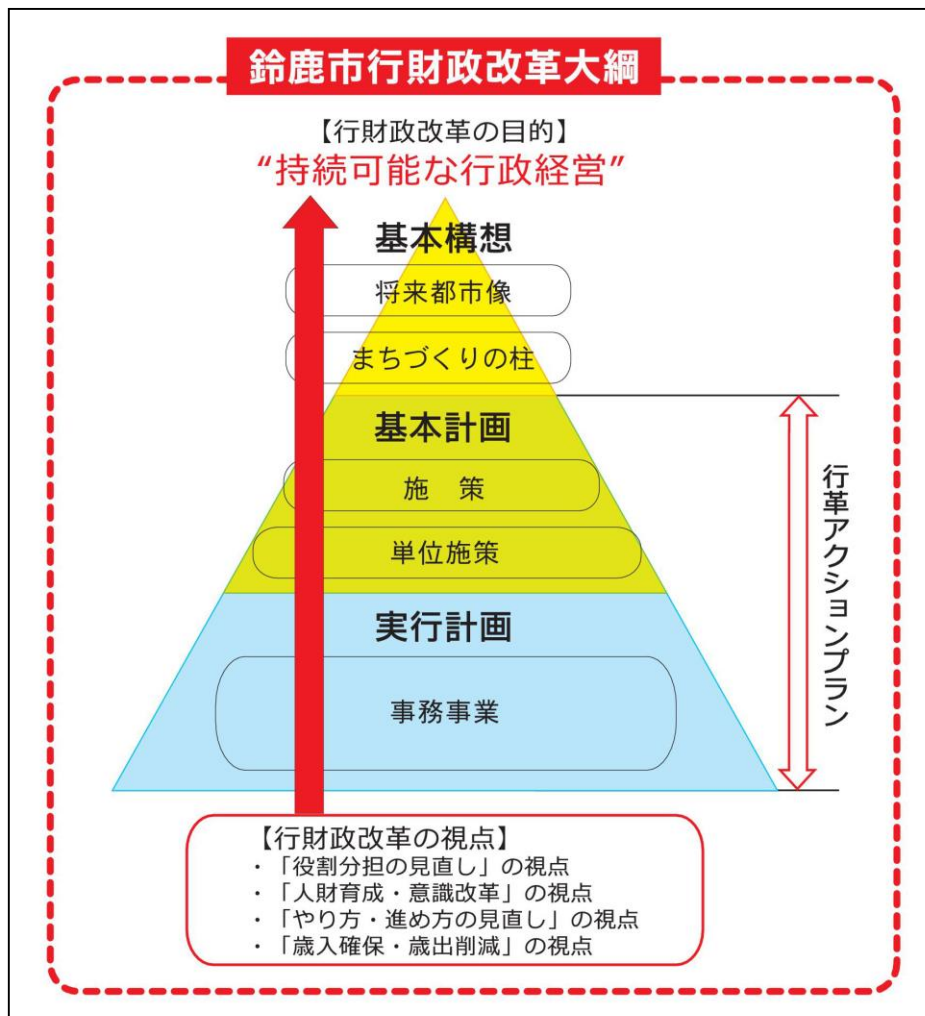 鈴鹿市行財政改革大綱
【行財政改革の目的】
“持続可能な行政経営”
基本構想
将来都市像
まちづくりの柱
基本計画
施　策
単位施策
実行計画
事務事業
行革アクションプラン
【行財政改革の視点】
・「役割分担の見直し」の視点
・「人財育成・意識改革」の視点
・「やり方・進め方の見直し」の視点
・「歳入確保・歳出削減」の視点